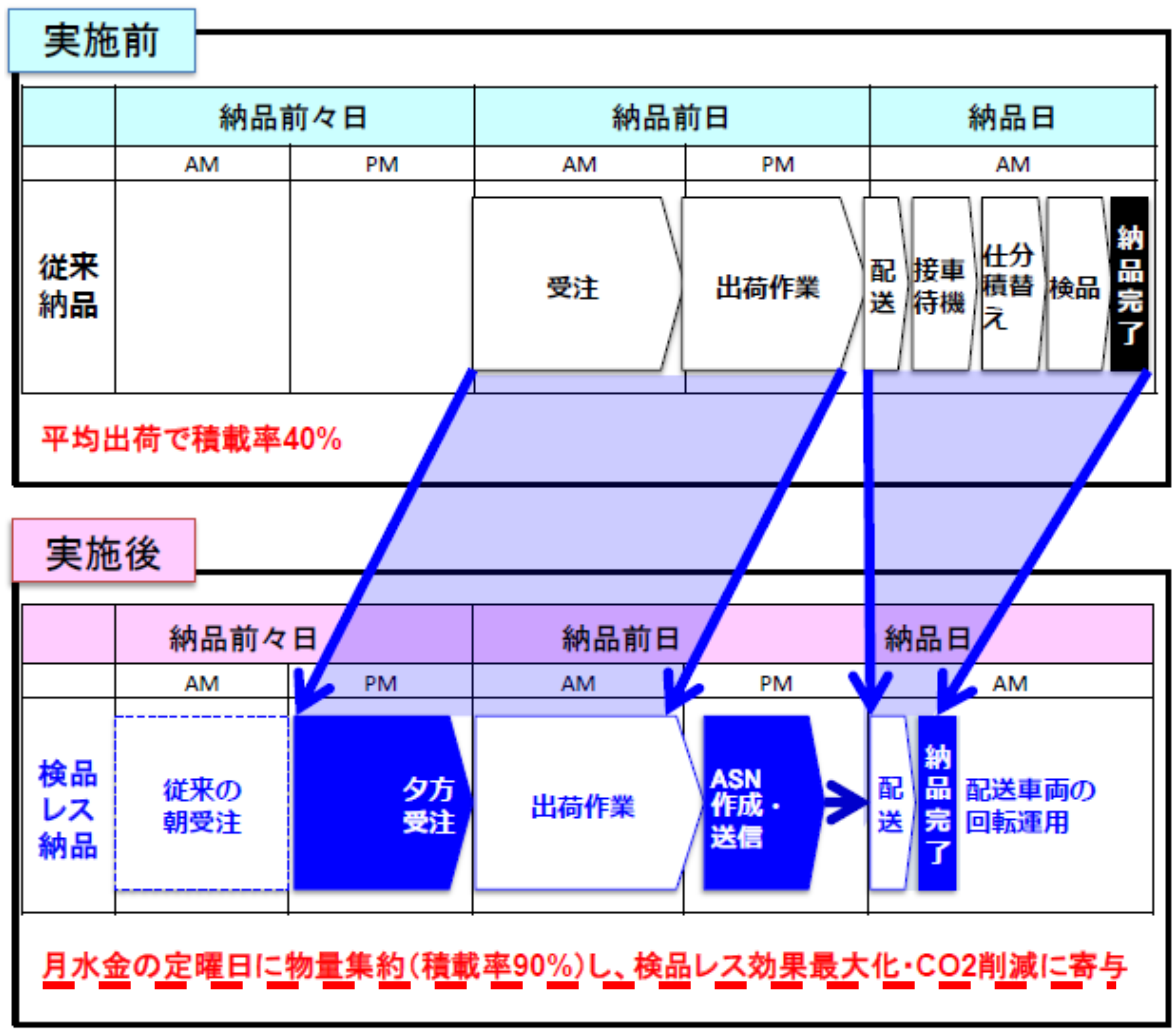 実施前
納品前々日 納品前日 納品日
AM PM AM PM AM
従来
納品
受注
出荷作業
配
送
接車
待機
仕分
積替
え
検品
納
品
完
了
平均出荷で積載率40%
実施後
納品前々日 納品前日 納品日
AM PM AM PM AM
検品
レス
納品
従来の
朝受注
夕方
受注
出荷作業
ASN
作成・
送信
配
送
納
品
完
了
配送車両の
回転運用
月水金の定曜日に物量集約(積載率90%)し、検品レス効果最大化・CO2削減に寄与